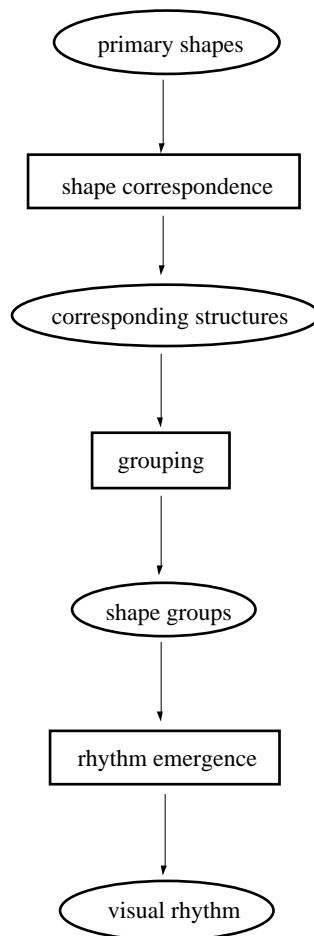 primary shapes
shape correspondence
corresponding structures
grouping
shape groups
rhythm emergence
visual rhythm